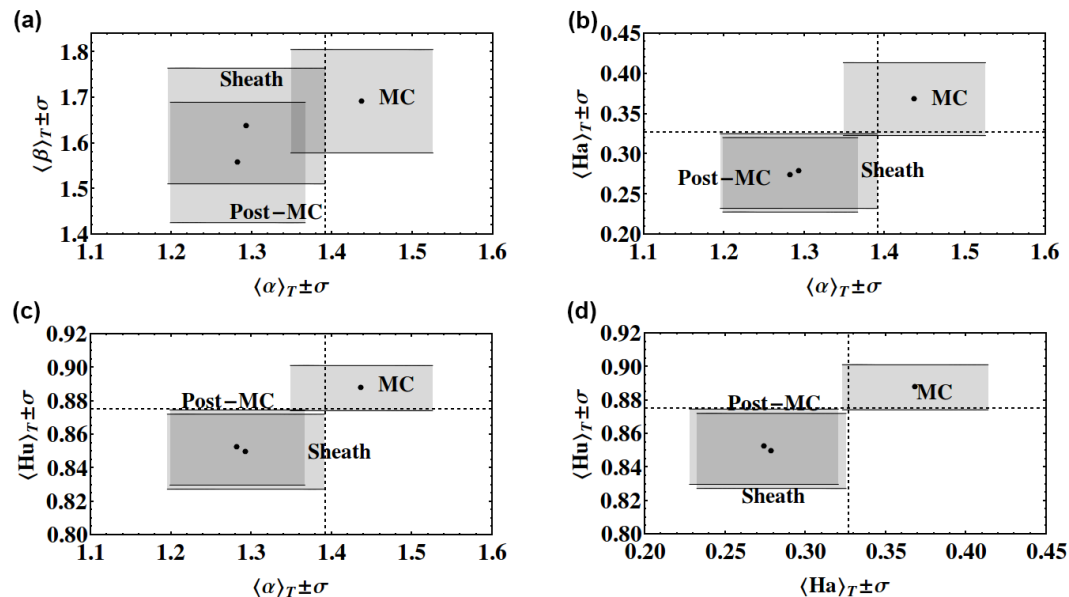 (a)
1.8
1.7
1.6
1.5
1.4
1.1 1.2 1.3 1.4 1.5 1.6
⟨β⟩T±σ
⟨α⟩T±σ
Sheath
MC
Post−MC
(b)
0.45
0.40
0.35
0.30
0.25
0.20
1.1 1.2 1.3 1.4 1.5 1.6
⟨Ha⟩T±σ
⟨α⟩T±σ
MC
Post−MC
Sheath
(c)
0.92
0.90
0.88
0.86
0.84
0.82
0.80
1.1 1.2 1.3 1.4 1.5 1.6
⟨Hu⟩T±σ
⟨α⟩T±σ
MC
Post−MC
Sheath
(d)
0.92
0.90
0.88
0.86
0.84
0.82
0.80
0.20 0.25 0.30 0.35 0.40 0.45
⟨Hu⟩T±σ
⟨Ha⟩T±σ
MC
Post−MC
Sheath